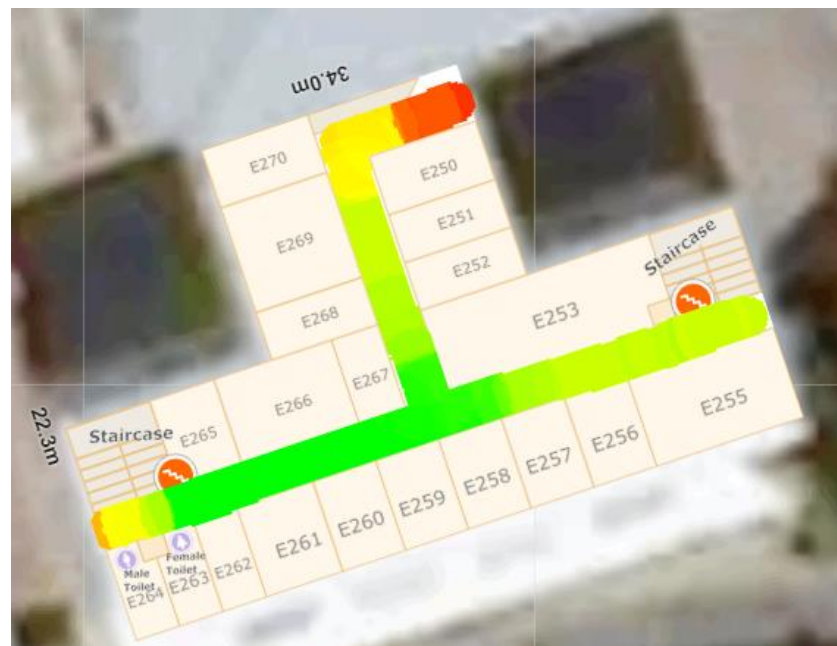 34.0m
E270
E250
E269
E251
E252
Staircase
E268
E253
E267
E266
E255
22.3m
Staircase
E265
E256
E257
E258
E259
E260
E261
E262
Female
Toilet
E263
Male
Toilet
E264